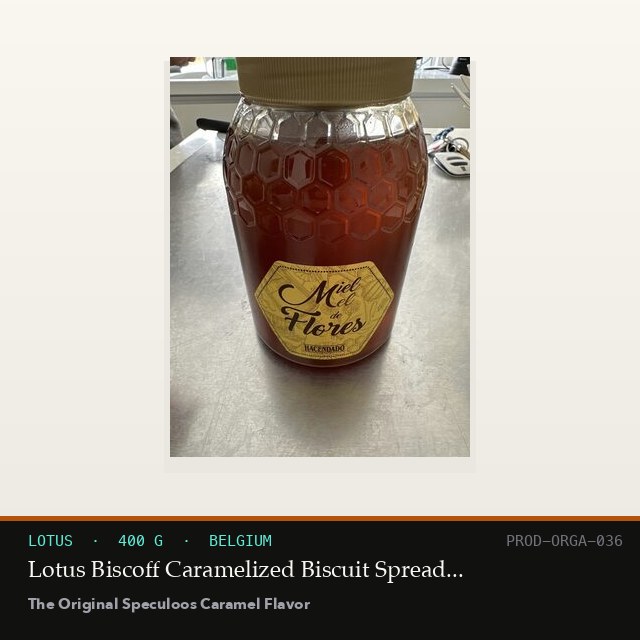 Miel
el
de
Flores
HACENDADO
LOTUS · 400 G · BELGIUM
PROD–ORGA–036
Lotus Biscoff Caramelized Biscuit Spread...
The Original Speculoos Caramel Flavor